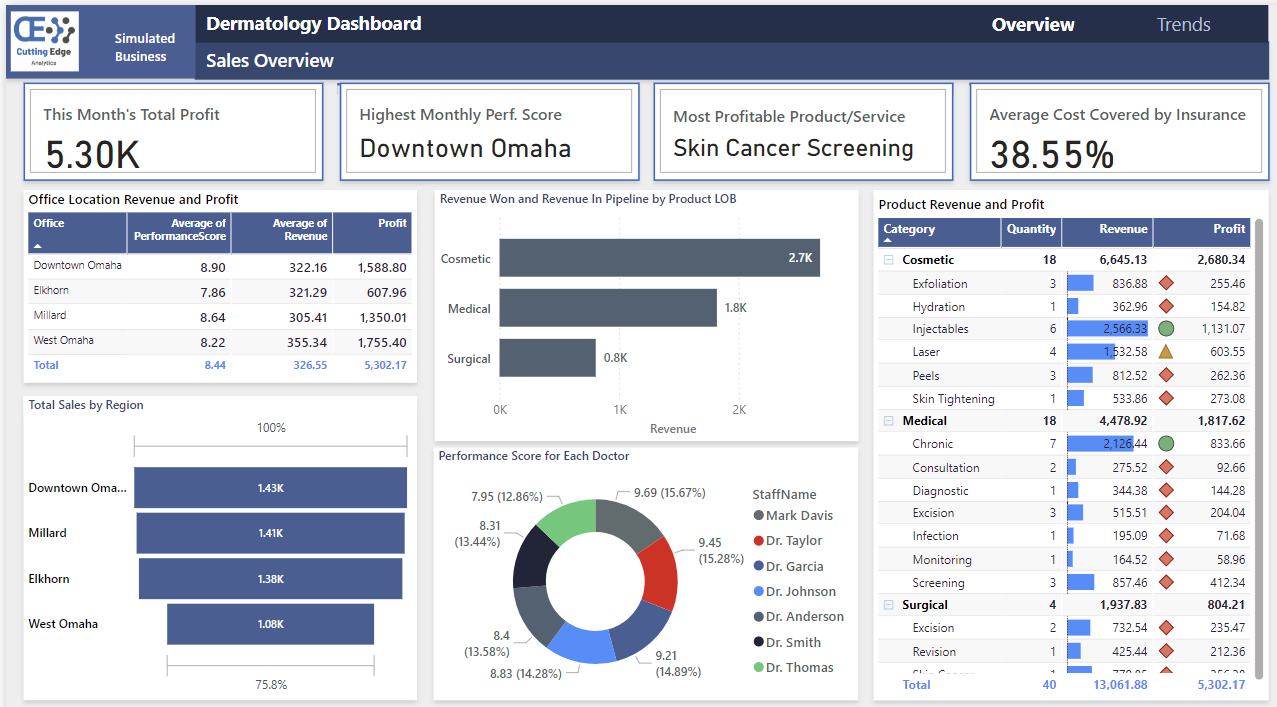 CE
Cutting Edge
Analytics
Simulated
Business
Dermatology Dashboard
Sales Overview
Overview
Trends
This Month's Total Profit
5.30K
Highest Monthly Perf. Score
Downtown Omaha
Most Profitable Product/Service
Skin Cancer Screening
Average Cost Covered by Insurance
38.55%
Office Location Revenue and Profit
Office Average of PerformanceScore Average of Revenue Profit
Downtown Omaha 8.90 322.16 1,588.80
Elkhorn 7.86 321.29 607.96
Millard 8.64 305.41 1,350.01
West Omaha 8.22 355.34 1,755.40
Total 8.44 326.55 5,302.17
Total Sales by Region
100%
Downtown Oma... 1.43K
Millard 1.41K
Elkhorn 1.38K
West Omaha 1.08K
75.8%
Revenue Won and Revenue In Pipeline by Product LOB
Cosmetic 2.7K
Medical 1.8K
Surgical 0.8K
0K 1K 2K
Revenue
Performance Score for Each Doctor
9.69 (15.67%)
9.45
(15.28%)
9.21
(14.89%)
8.83 (14.28%)
8.4
(13.58%)
8.31
(13.44%)
7.95 (12.86%)
StaffName
Mark Davis
Dr. Taylor
Dr. Garcia
Dr. Johnson
Dr. Anderson
Dr. Smith
Dr. Thomas
Product Revenue and Profit
Category Quantity Revenue Profit
Cosmetic 18 6,645.13 2,680.34
Exfoliation 3 836.88 255.46
Hydration 1 362.96 154.82
Injectables 6 2,566.33 1,131.07
Laser 4 1,532.58 603.55
Peels 3 812.52 262.36
Skin Tightening 1 533.86 273.08
Medical 18 4,478.92 1,817.62
Chronic 7 2,126.44 833.66
Consultation 2 275.52 92.66
Diagnostic 1 344.38 144.28
Excision 3 515.51 204.04
Infection 1 195.09 71.68
Monitoring 1 164.52 58.96
Screening 3 857.46 412.34
Surgical 4 1,937.83 804.21
Excision 2 732.54 235.47
Revision 1 425.44 212.36
Total 40 13,061.88 5,302.17